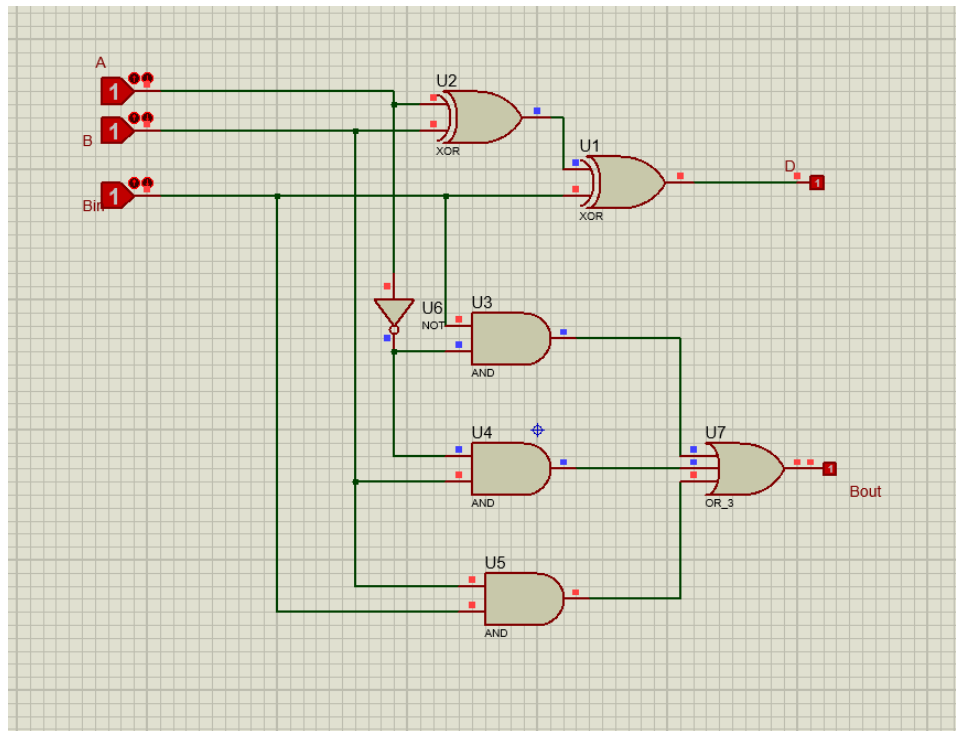 A
1
B
1
Bin
1
U2
XOR
U1
XOR
D
1
U6
NOT
U3
AND
U4
AND
U7
OR_3
1
Bout
U5
AND